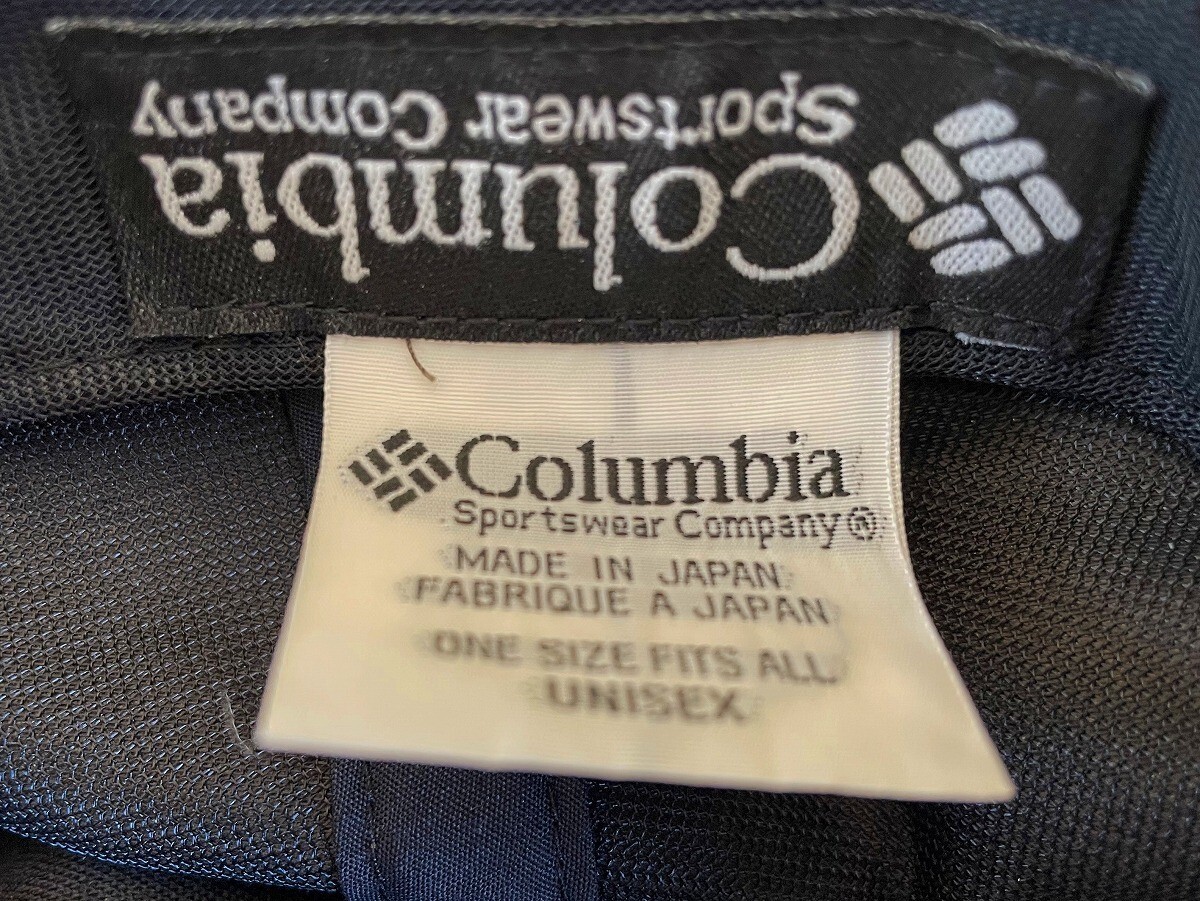 Columbia
Sportswear Company
Columbia
Sportswear Company®
MADE IN JAPAN
FABRIQUE A JAPAN
ONE SIZE FITS ALL
UNISEX